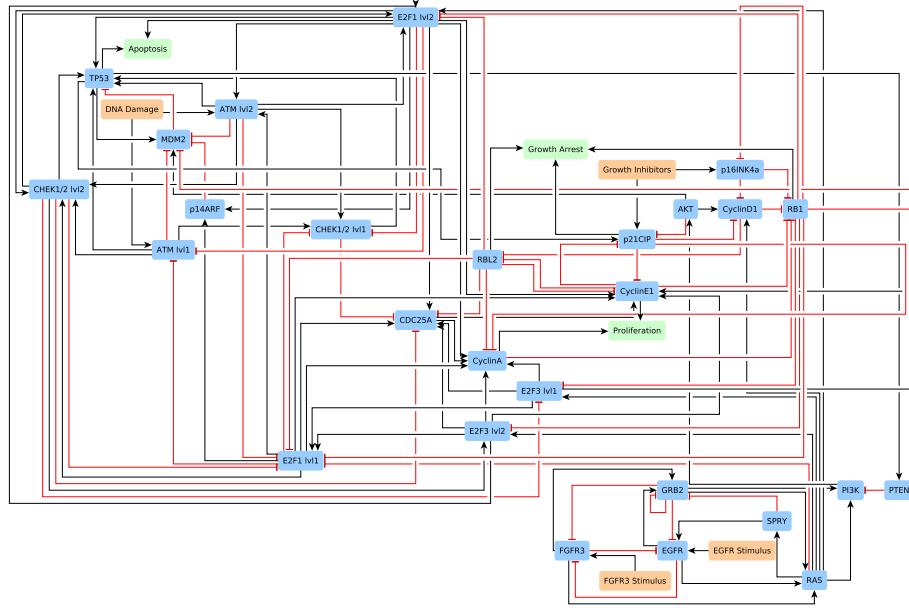 E2F1 lvl2
Apoptosis
TP53
DNA Damage
ATM lvl2
MDM2
Growth Arrest
Growth Inhibitors
p16INK4a
CHEK1/2 lvl2
p14ARF
AKT
CyclinD1
RB1
CHEK1/2 lvl1
p21CIP
ATM lvl1
RBL2
CyclinE1
CDC25A
Proliferation
CyclinA
E2F3 lvl1
E2F3 lvl2
E2F1 lvl1
GRB2
PI3K
PTEN
SPRY
FGFR3
EGFR
EGFR Stimulus
FGFR3 Stimulus
RAS